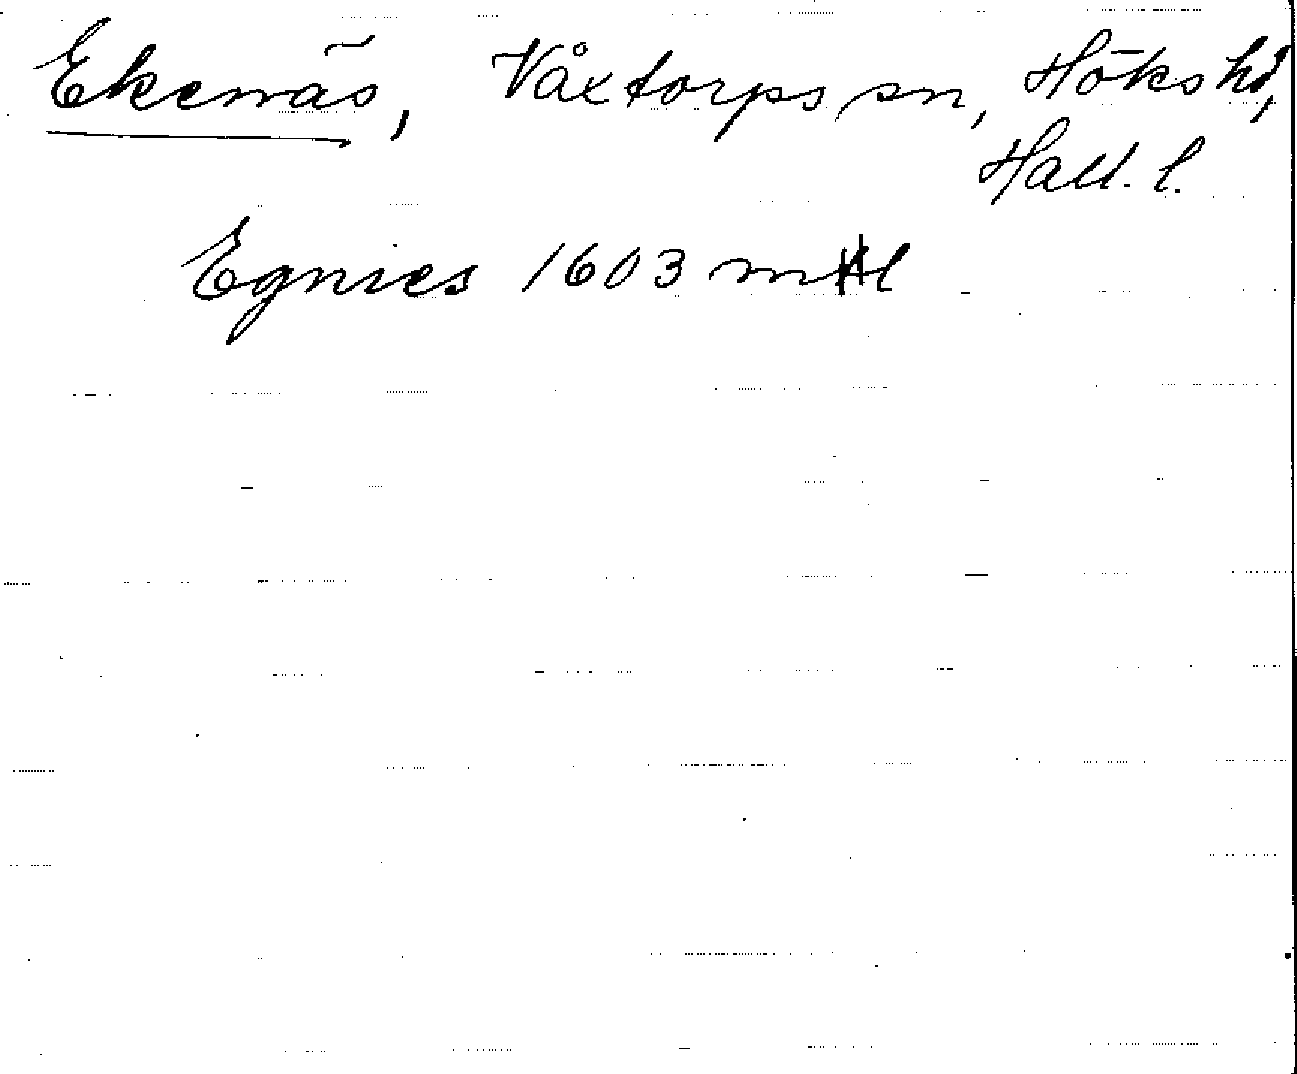 Ekenäs, Våxtorps sn, Höks hd,
Hall. l.
Egnies 1603 mtl